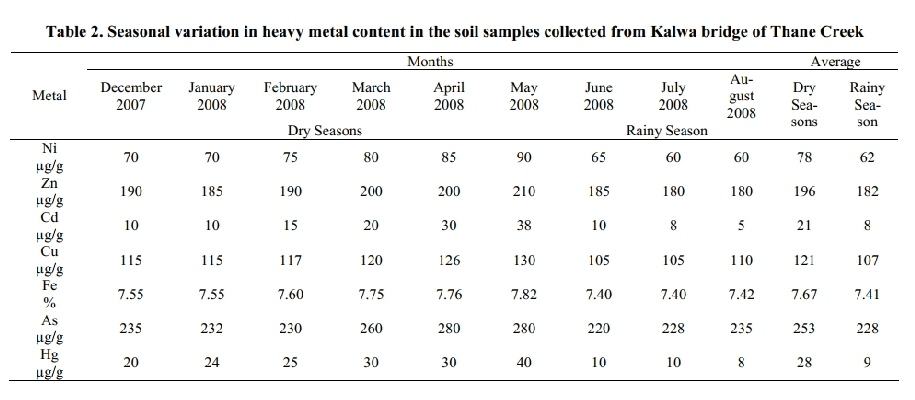 Table 2. Seasonal variation in heavy metal content in the soil samples collected from Kalwa bridge of Thane Creek
Metal Months Average
December 2007 January 2008 February 2008 March 2008 April 2008 May 2008 June 2008 July 2008 Au-gust 2008 Dry Sea-sons Rainy Sea-son
Dry Seasons Rainy Season
Ni µg/g 70 70 75 80 85 90 65 60 60 78 62
Zn µg/g 190 185 190 200 200 210 185 180 180 196 182
Cd µg/g 10 10 15 20 30 38 10 8 5 21 8
Cu µg/g 115 115 117 120 126 130 105 105 110 121 107
Fe % 7.55 7.55 7.60 7.75 7.76 7.82 7.40 7.40 7.42 7.67 7.41
As µg/g 235 232 230 260 280 280 220 228 235 253 228
Hg µg/g 20 24 25 30 30 40 10 10 8 28 9